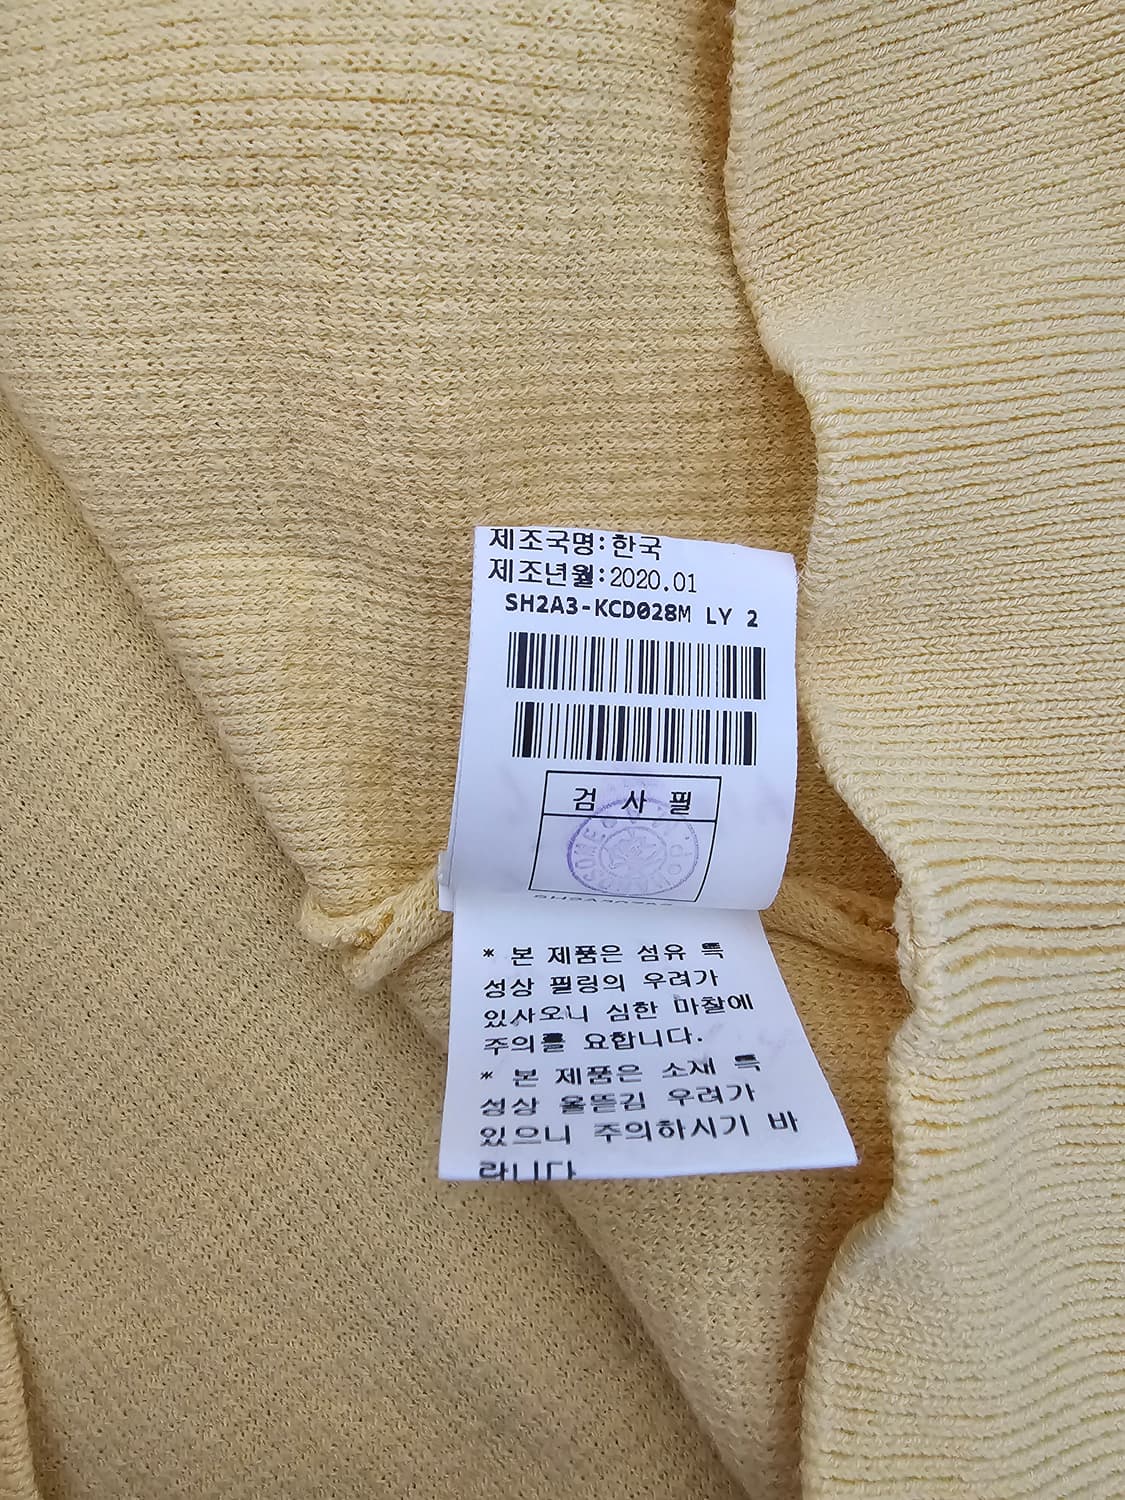 제조국명:한국
제조년월:2020.01
SH2A3-KCD028M LY 2
검 사 필
* 본 제품은 섬유 특
성상 필링의 우려가
있사오니 심한 마찰에
주의를 요합니다.
* 본 제품은 소재 특
성상 올뜯김 우려가
있으니 주의하시기 바
랍니다